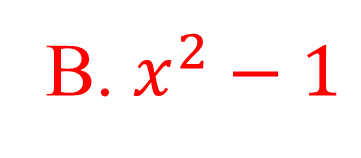 B. x² − 1